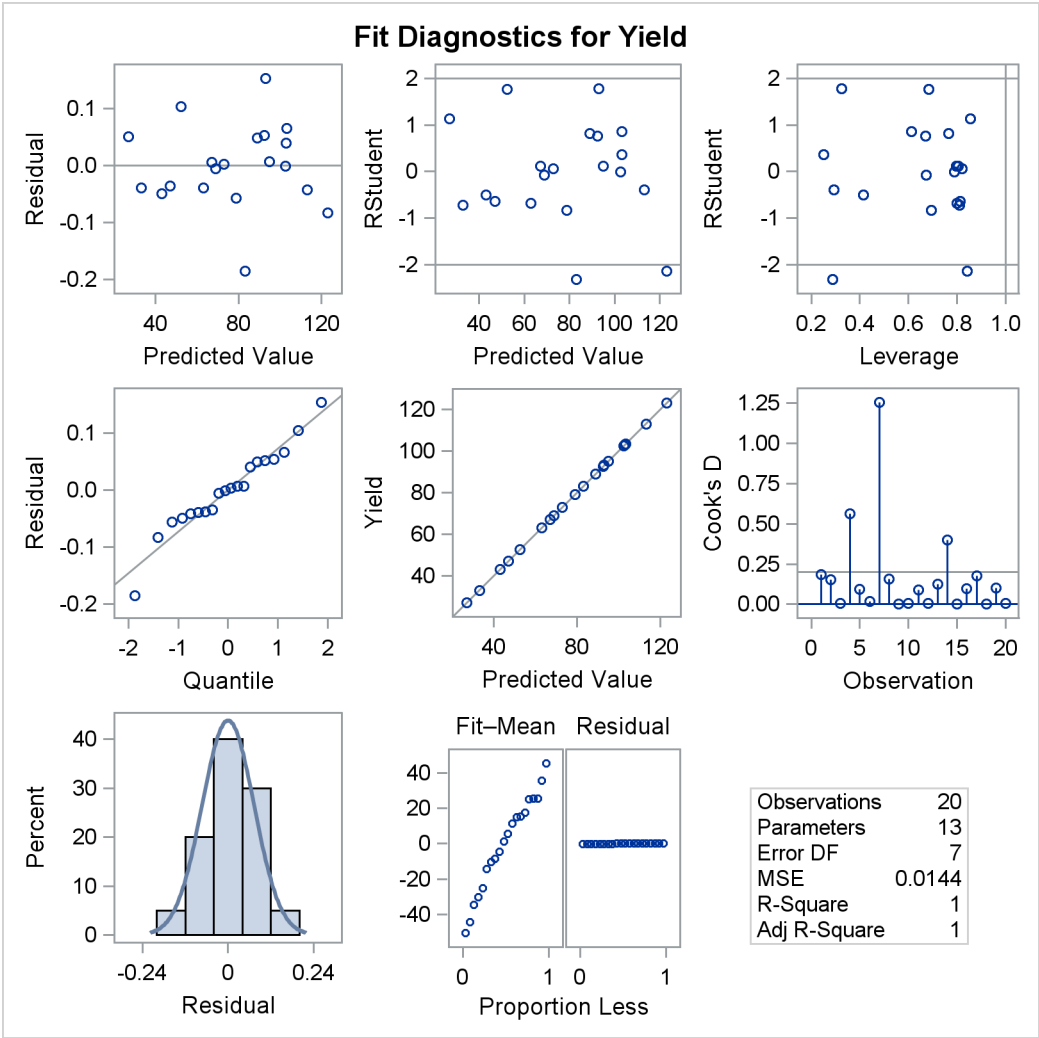 Fit Diagnostics for Yield
Residual
0.1
0.0
-0.1
-0.2
40 80 120
Predicted Value
RStudent
2
1
0
-1
-2
40 60 80 100 120
Predicted Value
RStudent
2
1
0
-1
-2
0.2 0.4 0.6 0.8 1.0
Leverage
Residual
0.1
0.0
-0.1
-0.2
-2 -1 0 1 2
Quantile
Yield
120
100
80
60
40
40 80 120
Predicted Value
Cook's D
1.25
1.00
0.75
0.50
0.25
0.00
0 5 10 15 20
Observation
Percent
40
30
20
10
0
-0.24 0 0.24
Residual
Fit–Mean Residual
40
20
0
-20
-40
0 1 0 1
Proportion Less
Observations 20
Parameters 13
Error DF 7
MSE 0.0144
R-Square 1
Adj R-Square 1